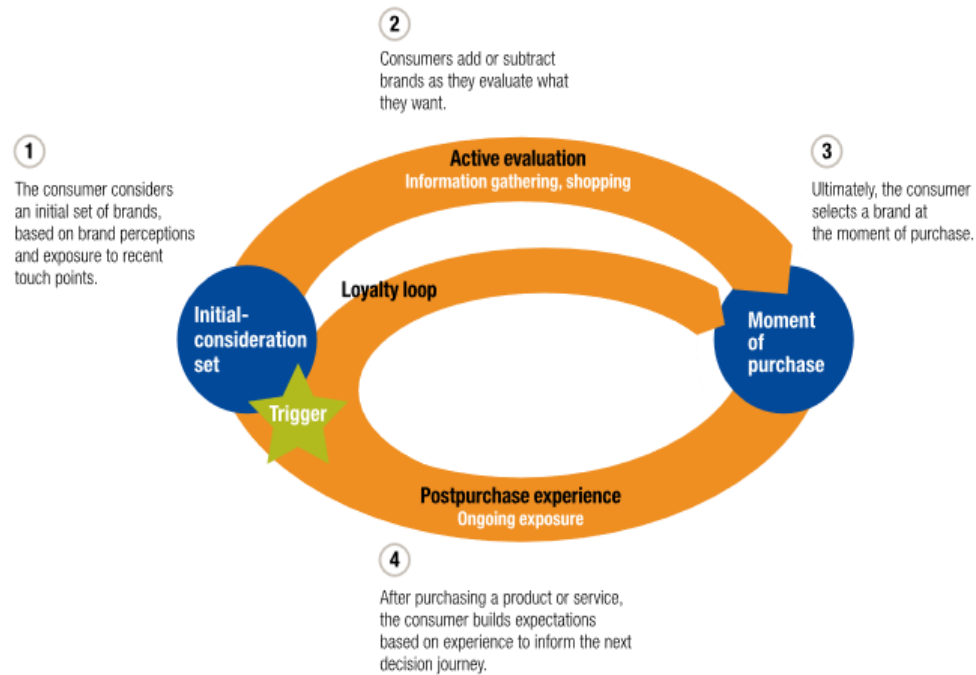 1
The consumer considers
an initial set of brands,
based on brand perceptions
and exposure to recent
touch points.
2
Consumers add or subtract
brands as they evaluate what
they want.
3
Ultimately, the consumer
selects a brand at
the moment of purchase.
Active evaluation
Information gathering, shopping
Loyalty loop
Initial-
consideration
set
Trigger
Moment
of
purchase
Postpurchase experience
Ongoing exposure
4
After purchasing a product or service,
the consumer builds expectations
based on experience to inform the next
decision journey.